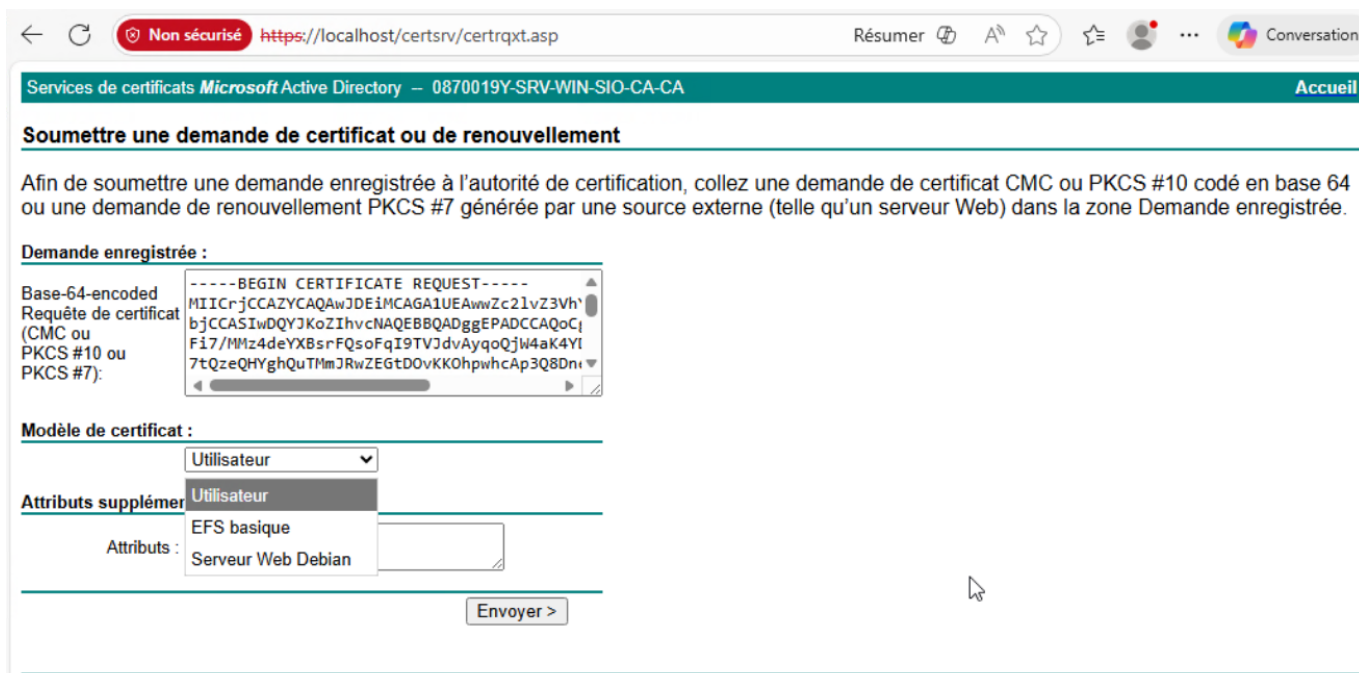 Non sécurisé https://localhost/certsrv/certrqxt.asp Résumer Conversation
Services de certificats Microsoft Active Directory -- 0870019Y-SRV-WIN-SIO-CA-CA Accueil
Soumettre une demande de certificat ou de renouvellement
Afin de soumettre une demande enregistrée à l'autorité de certification, collez une demande de certificat CMC ou PKCS #10 codé en base 64
ou une demande de renouvellement PKCS #7 générée par une source externe (telle qu'un serveur Web) dans la zone Demande enregistrée.
Demande enregistrée :
Base-64-encoded
Requête de certificat
(CMC ou
PKCS #10 ou
PKCS #7):
-----BEGIN CERTIFICATE REQUEST-----
MIICrjCCAZYCAQAwJDEiMCAGA1UEAwwZc2lvZ3Vh
bjCCASIwDQYJKoZIhvcNAQEBBQADggEPADCCAQoCg
Fi7/MMz4deYXBsrFQsoFqI9TVJdvAyqoQjW4aK4YD
7tQzeQHYghQuTMmJRwZEGtDOvKKOhpwhcAp3Q8Dn
Modèle de certificat :
Utilisateur
Utilisateur
EFS basique
Serveur Web Debian
Attributs supplémen
Attributs :
Envoyer >